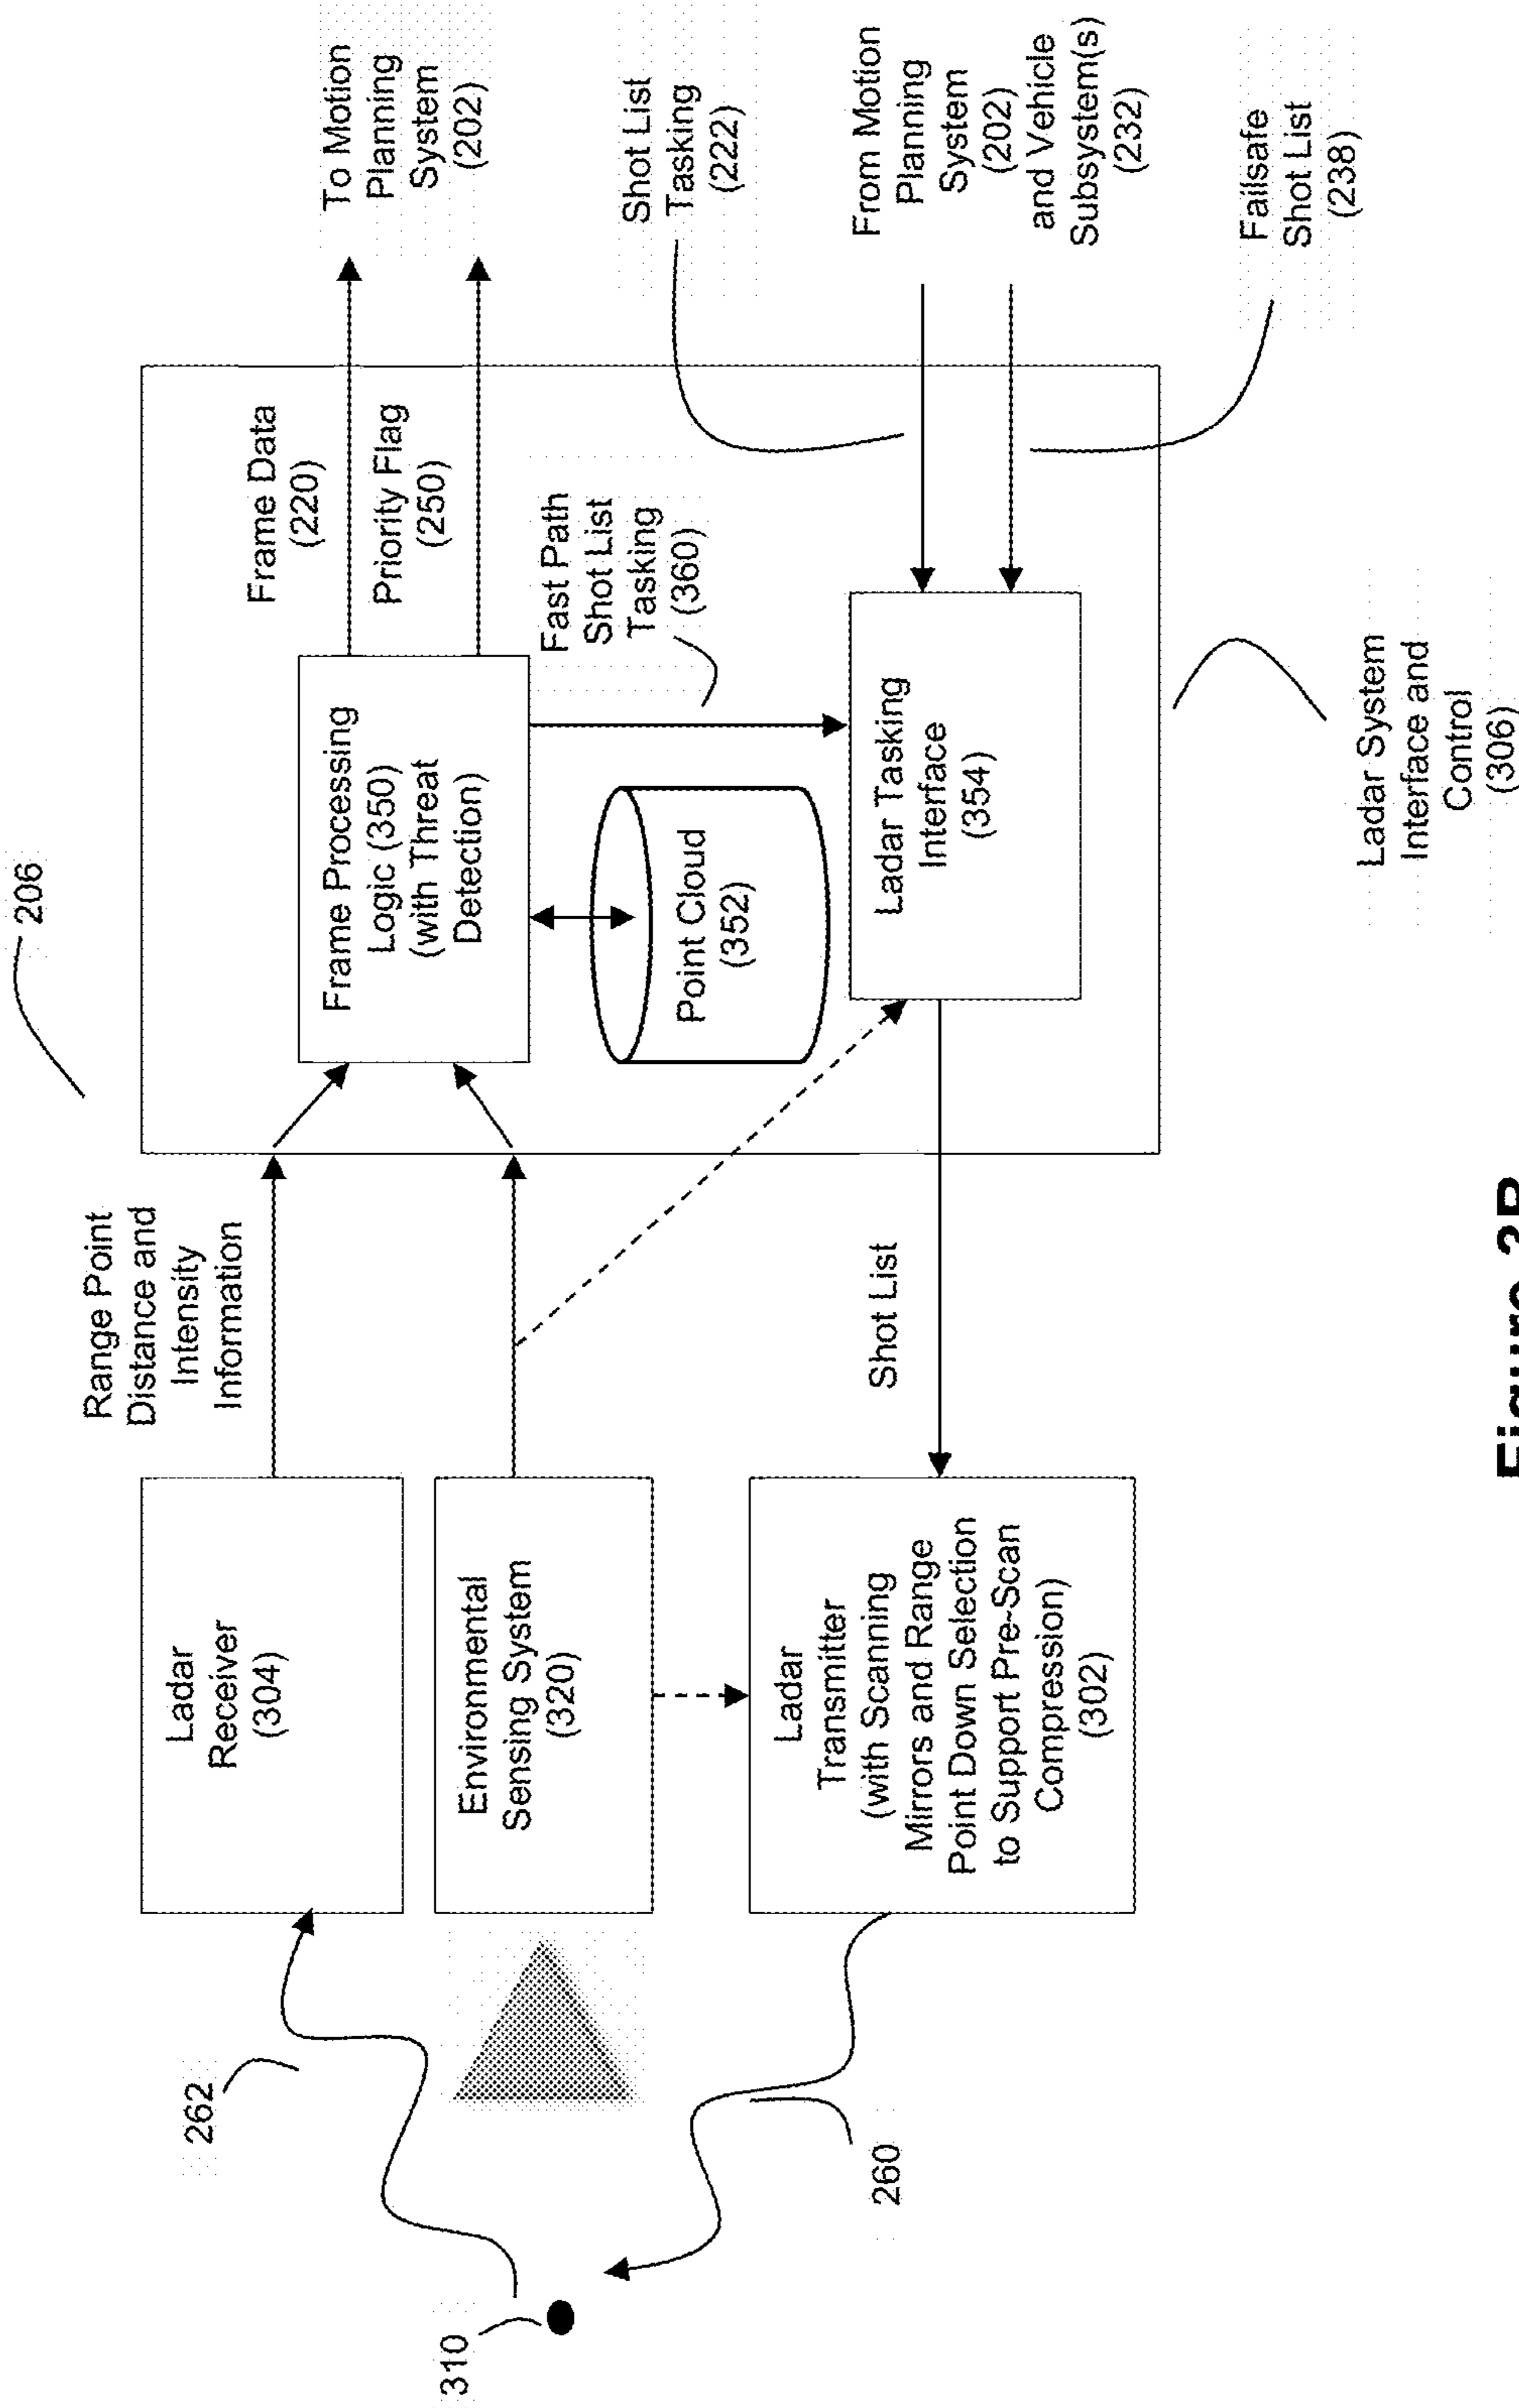 206
Range Point
Distance and
Intensity
Information
Ladar
Receiver
(304)
Environmental
Sensing System
(320)
Ladar
Transmitter
(with Scanning
Mirrors and Range
Point Down Selection
to Support Pre-Scan
Compression)
(302)
262
310
260
Shot List
Frame Processing
Logic (350)
(with Threat
Detection)
Point Cloud
(352)
Ladar Tasking
Interface
(354)
Frame Data
(220)
Priority Flag
(250)
Fast Path
Shot List
Tasking
(360)
To Motion
Planning
System
(202)
Shot List
Tasking
(222)
From Motion
Planning
System
(202)
and Vehicle
Subsystem(s)
(232)
Failsafe
Shot List
(238)
Ladar System
Interface and
Control
(306)